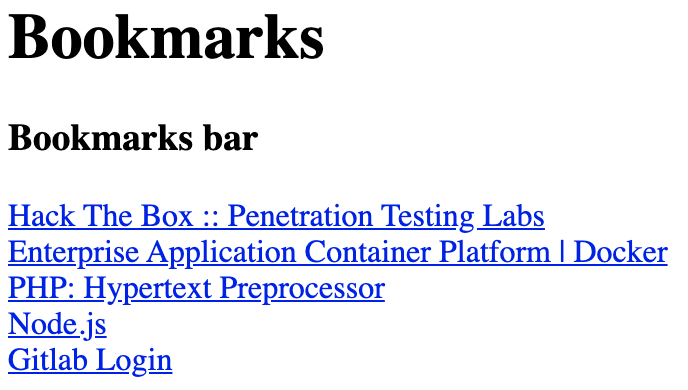 Bookmarks
Bookmarks bar
Hack The Box :: Penetration Testing Labs
Enterprise Application Container Platform | Docker
PHP: Hypertext Preprocessor
Node.js
Gitlab Login